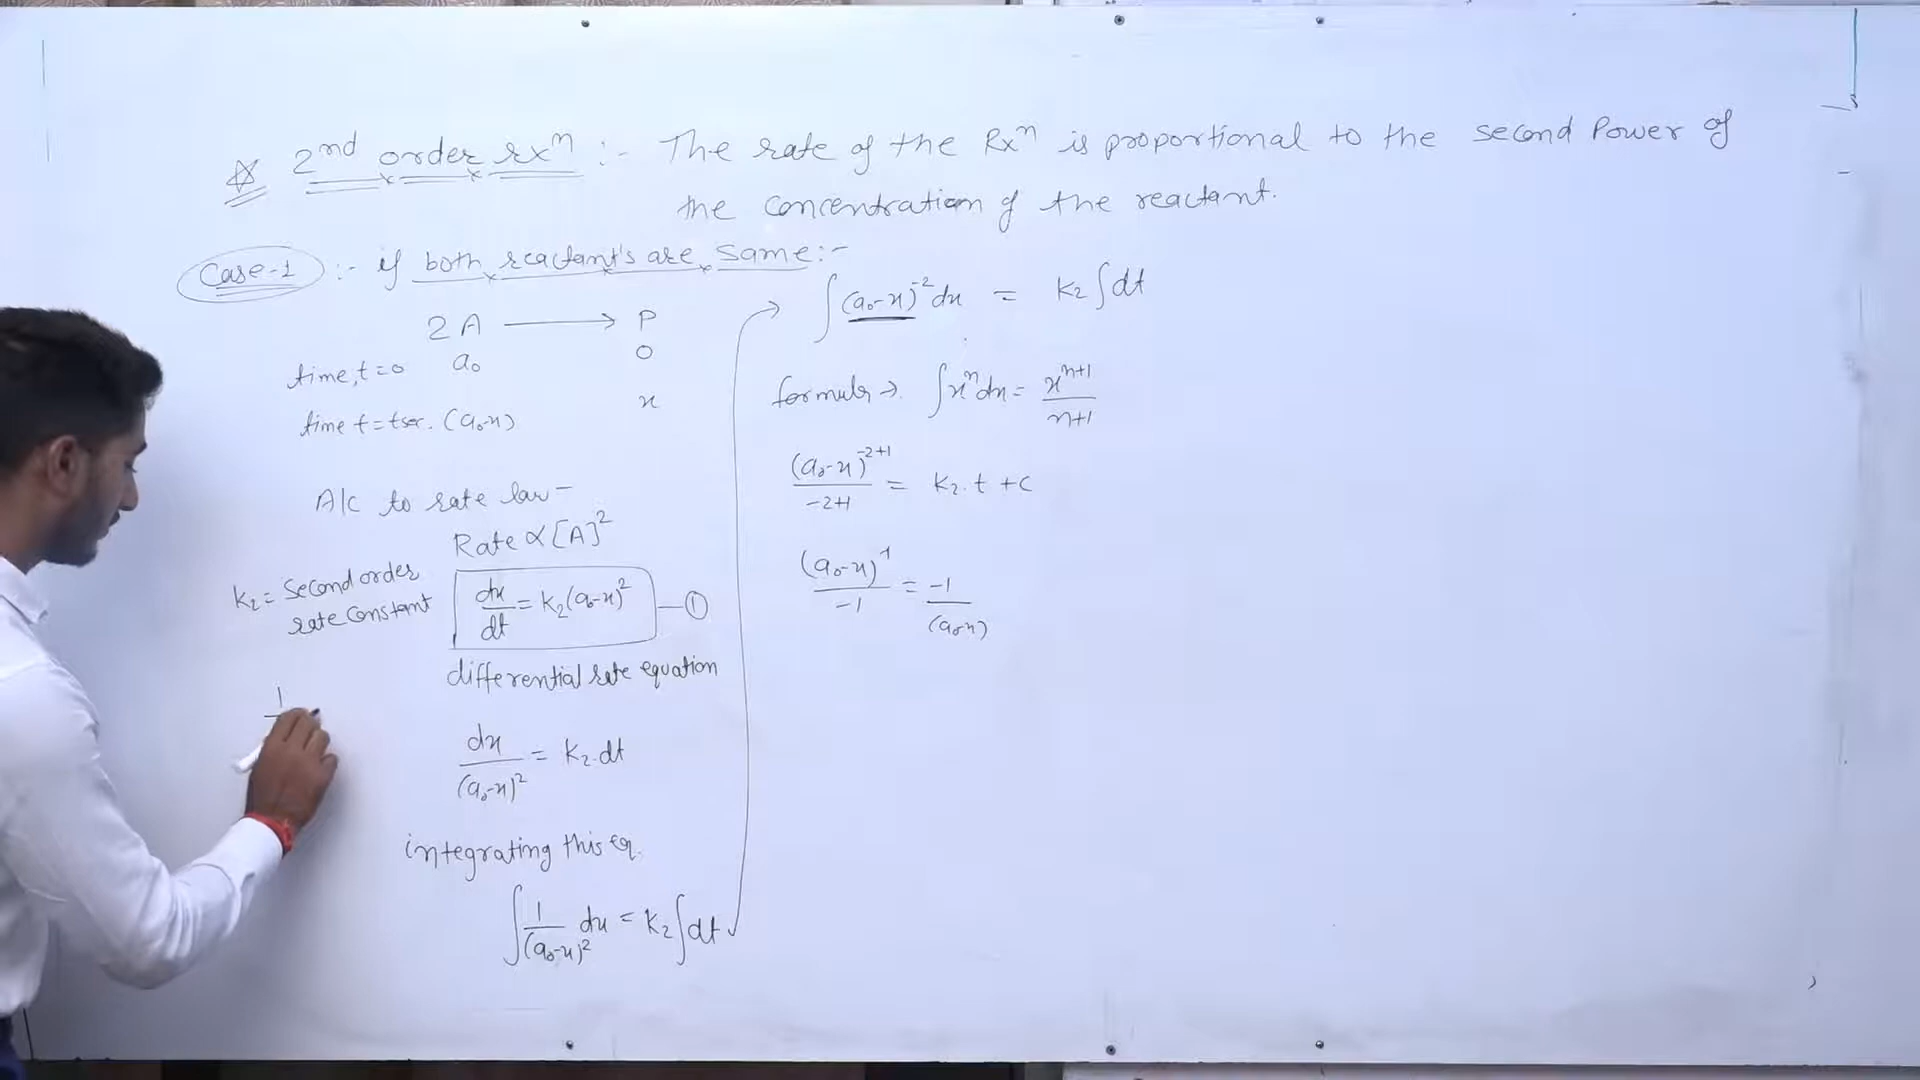 2nd order rxn :- The rate of the Rxn is proportional to the second Power of
the concentration of the reactant.
Case-1 :- if both reactant's are same:-
2A ⟶ P
time, t=0 a₀ 0
time t = t sec. (a₀-x) x
A/c to rate law -
Rate ∝ [A]²
K₂ = Second order
rate constant
dx/dt = K₂(a₀-x)² —①
differential rate equation
1
dx/(a₀-x)² = K₂.dt
integrating this eq.
∫ 1/(a₀-x)² dx = K₂∫dt
∫(a₀-x)⁻² dx = K₂∫dt
formula → ∫xⁿdx = xⁿ⁺¹/n+1
(a₀-x)⁻²⁺¹/-2+1 = K₂.t + c
(a₀-x)⁻¹/-1 = -1/(a₀-x)